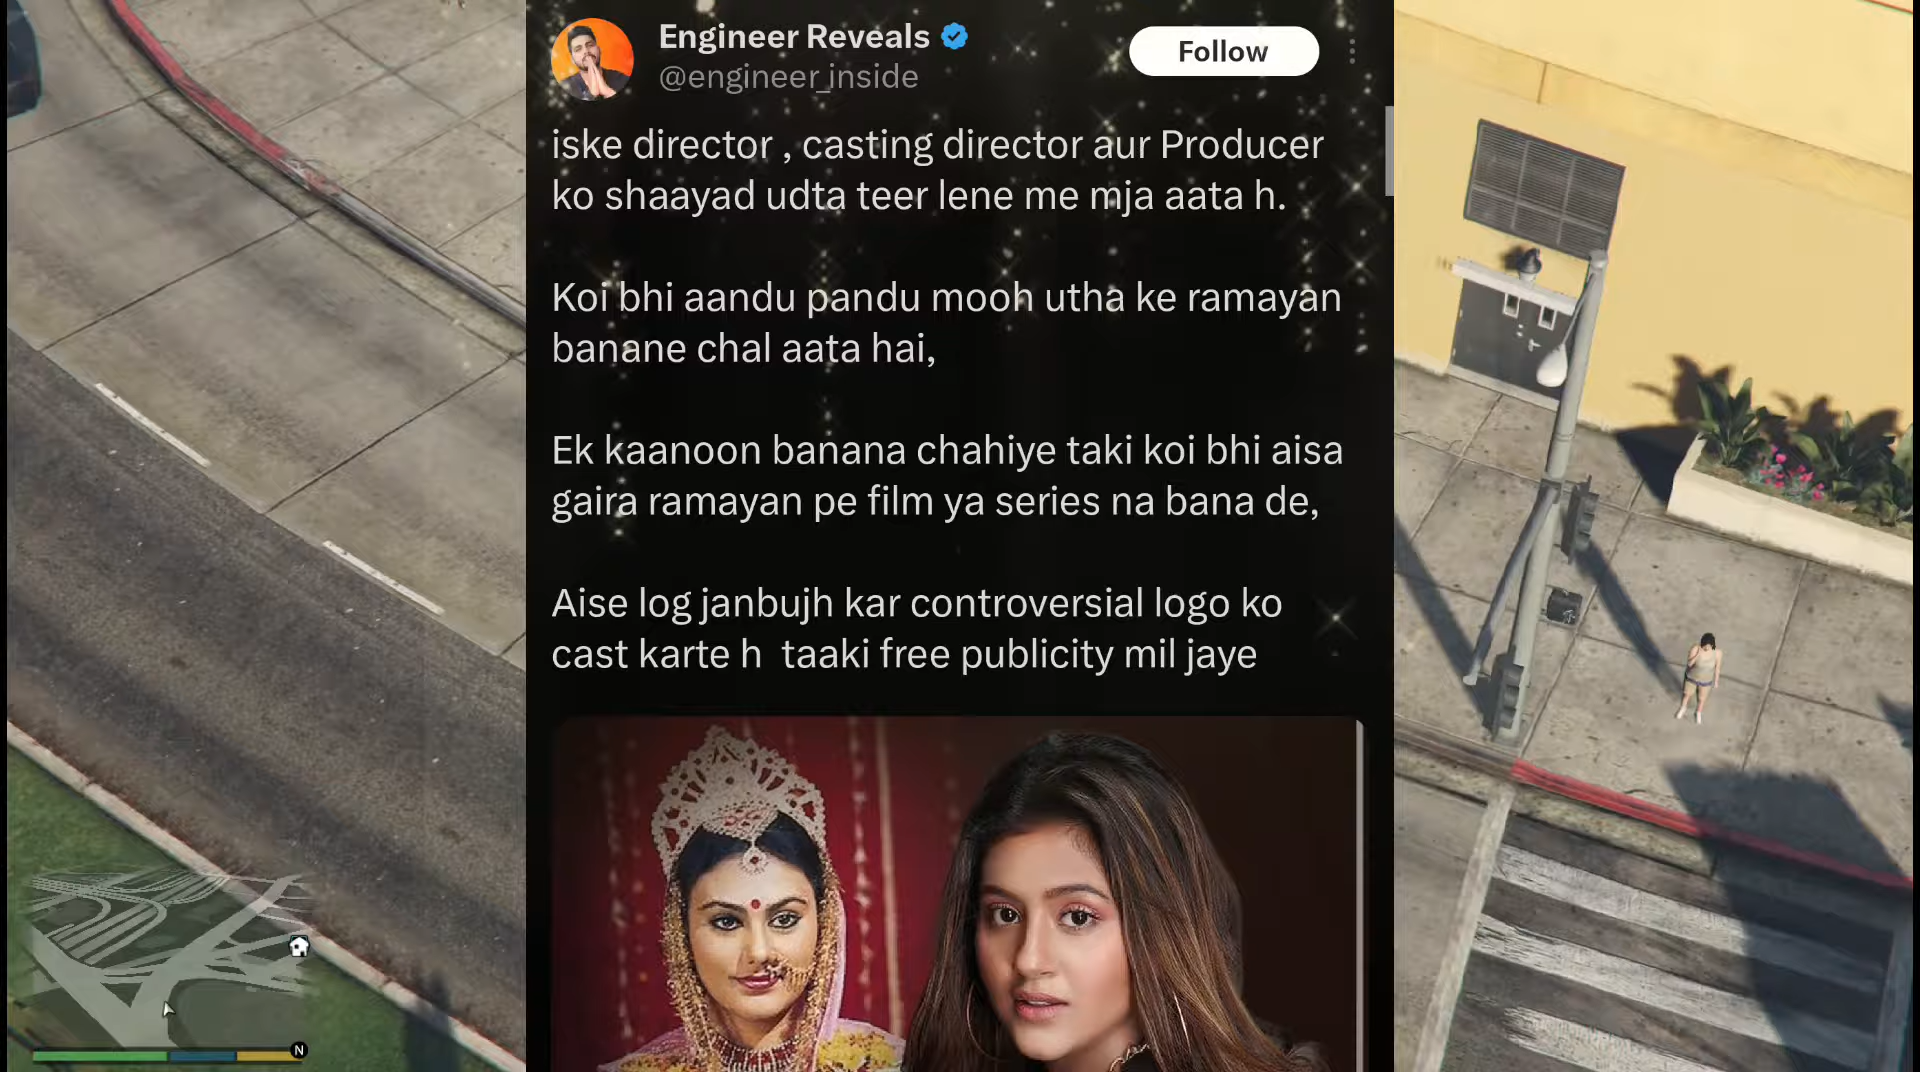 Engineer Reveals
@engineer_inside
Follow
iske director , casting director aur Producer
ko shaayad udta teer lene me mja aata h.
Koi bhi aandu pandu mooh utha ke ramayan
banane chal aata hai,
Ek kaanoon banana chahiye taki koi bhi aisa
gaira ramayan pe film ya series na bana de,
Aise log janbujh kar controversial logo ko
cast karte h  taaki free publicity mil jaye
N